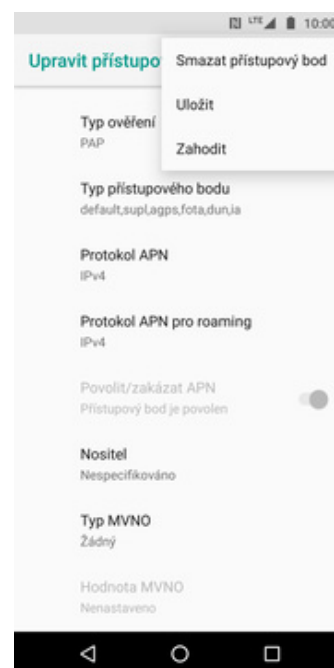 LTE 10:00
Upravit přístupo
Smazat přístupový bod
Uložit
Zahodit
Typ ověření
PAP
Typ přístupového bodu
default,supl,agps,fota,dun,ia
Protokol APN
IPv4
Protokol APN pro roaming
IPv4
Povolit/zakázat APN
Přístupový bod je povolen
Nositel
Nespecifikováno
Typ MVNO
Žádný
Hodnota MVNO
Nenastaveno